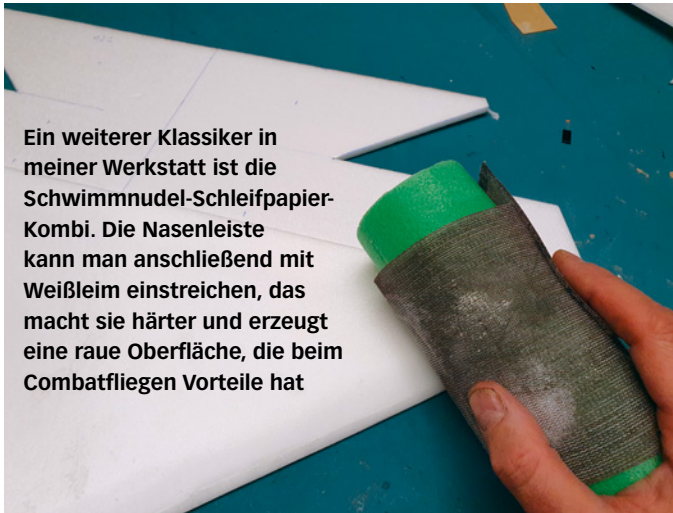 Ein weiterer Klassiker in
meiner Werkstatt ist die
Schwimmnudel-Schleifpapier-
Kombi. Die Nasenleiste
kann man anschließend mit
Weißleim einstreichen, das
macht sie härter und erzeugt
eine raue Oberfläche, die beim
Combatfliegen Vorteile hat